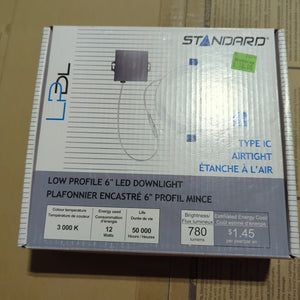 STANDARD
LPDL
TYPE IC
AIRTIGHT
ÉTANCHE À L'AIR
LOW PROFILE 6" LED DOWNLIGHT
PLAFONNIER ENCASTRÉ 6" PROFIL MINCE
Colour temperature
Température de couleur
3 000 K
Energy used
Consommation d'énergie
12
Watts
Life
Durée de vie
50 000
Hours / Heures
Brightness/
Flux lumineux
780
lumens
Estimated Energy Cost
Coût estimé d'énergie
$1.45
per year/par an